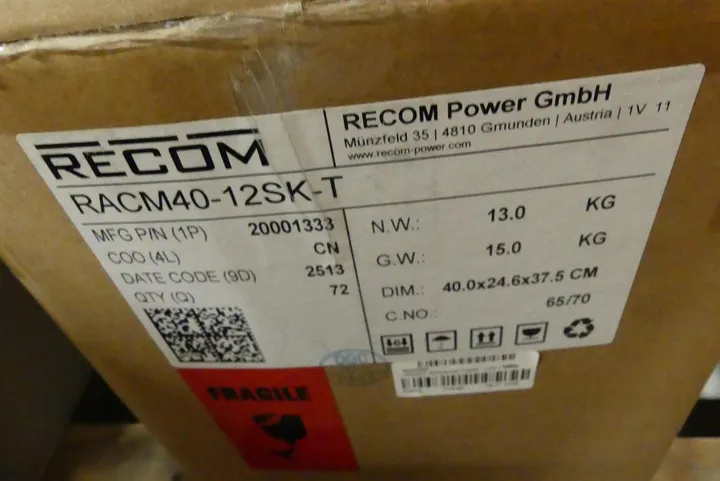 RECOM
RECOM Power GmbH
Münzfeld 35 | 4810 Gmunden | Austria | 1V 11
www.recom-power.com
RACM40-12SK-T
MFG P/N (1P) 20001333
COO (4L) CN
DATE CODE (9D) 2513
QTY (Q) 72
N.W.: 13.0 KG
G.W.: 15.0 KG
DIM.: 40.0x24.6x37.5 CM
C.NO.: 65/70
FRAGILE